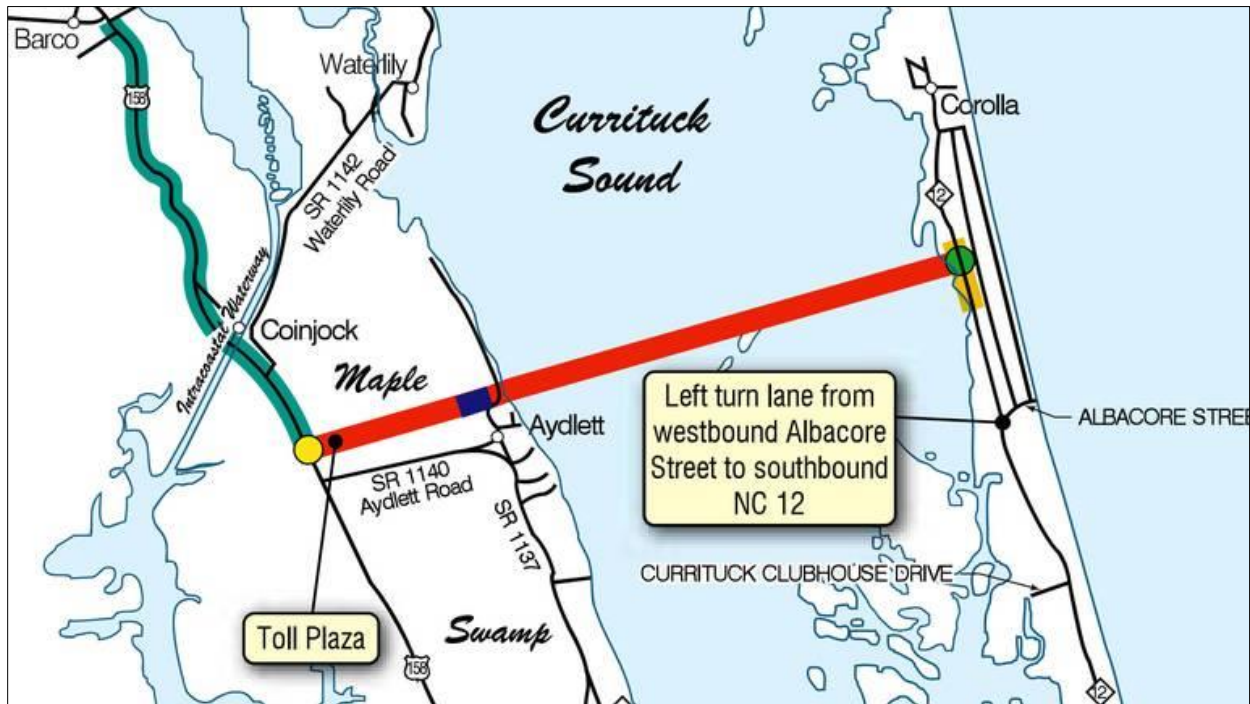 Barco
158
Waterlily
Currituck
Sound
Corolla
12
SR 1142
Waterlily Road
Intracoastal Waterway
Coinjock
Maple
Aydlett
SR 1140
Aydlett Road
SR 1137
Left turn lane from
westbound Albacore
Street to southbound
NC 12
ALBACORE STREE
CURRITUCK CLUBHOUSE DRIVE
Toll Plaza
Swamp
158
12